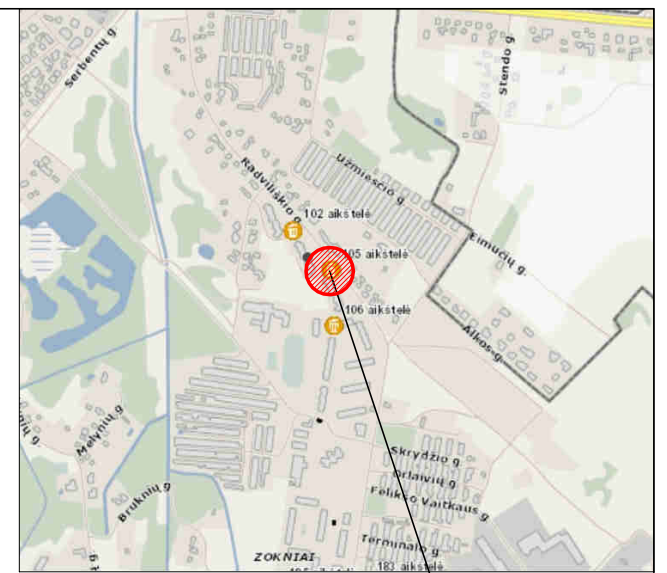 Serbentų g.
Stendo g.
Radviliškio g.
Užmiesčio g.
102 aikštelė
105 aikštelė
Eimučių g.
106 aikštelė
Alkos g.
Melynių g.
Bruknių g.
Skrydžio g.
Orlaivių g.
Felikso Vaitkaus g.
Terminalo g.
ZOKNIAI
183 aikštelė